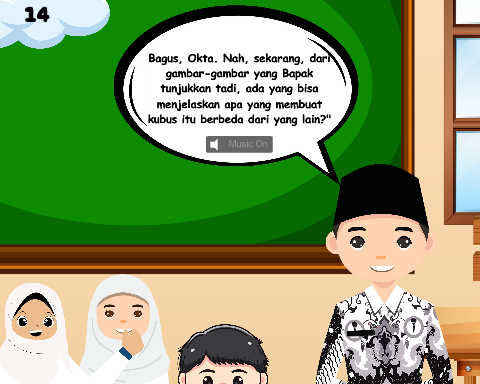 14
Bagus, Okta. Nah, sekarang, dari
gambar-gambar yang Bapak
tunjukkan tadi, ada yang bisa
menjelaskan apa yang membuat
kubus itu berbeda dari yang lain?"
Music On